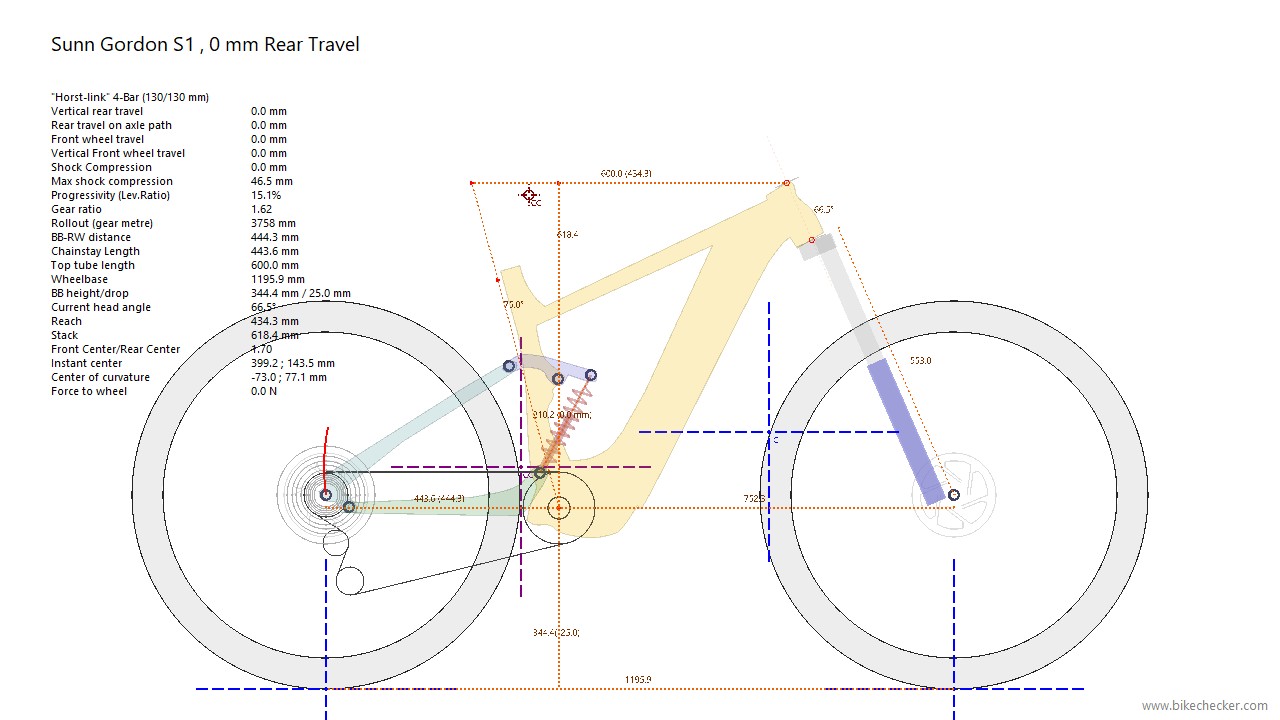 Sunn Gordon S1 , 0 mm Rear Travel
"Horst-link" 4-Bar (130/130 mm)
Vertical rear travel 0.0 mm
Rear travel on axle path 0.0 mm
Front wheel travel 0.0 mm
Vertical Front wheel travel 0.0 mm
Shock Compression 0.0 mm
Max shock compression 46.5 mm
Progressivity (Lev.Ratio) 15.1%
Gear ratio 1.62
Rollout (gear metre) 3758 mm
BB-RW distance 444.3 mm
Chainstay Length 443.6 mm
Top tube length 600.0 mm
Wheelbase 1195.9 mm
BB height/drop 344.4 mm / 25.0 mm
Current head angle 66.5°
Reach 434.3 mm
Stack 618.4 mm
Front Center/Rear Center 1.70
Instant center 399.2 ; 143.5 mm
Center of curvature -73.0 ; 77.1 mm
Force to wheel 0.0 N
600.0 (434.3)
CC
66.5°
618.4
75.0°
553.0
210.2 (0.0 mm)
443.6 (444.3)
344.4(-25.0)
1195.9
www.bikechecker.com